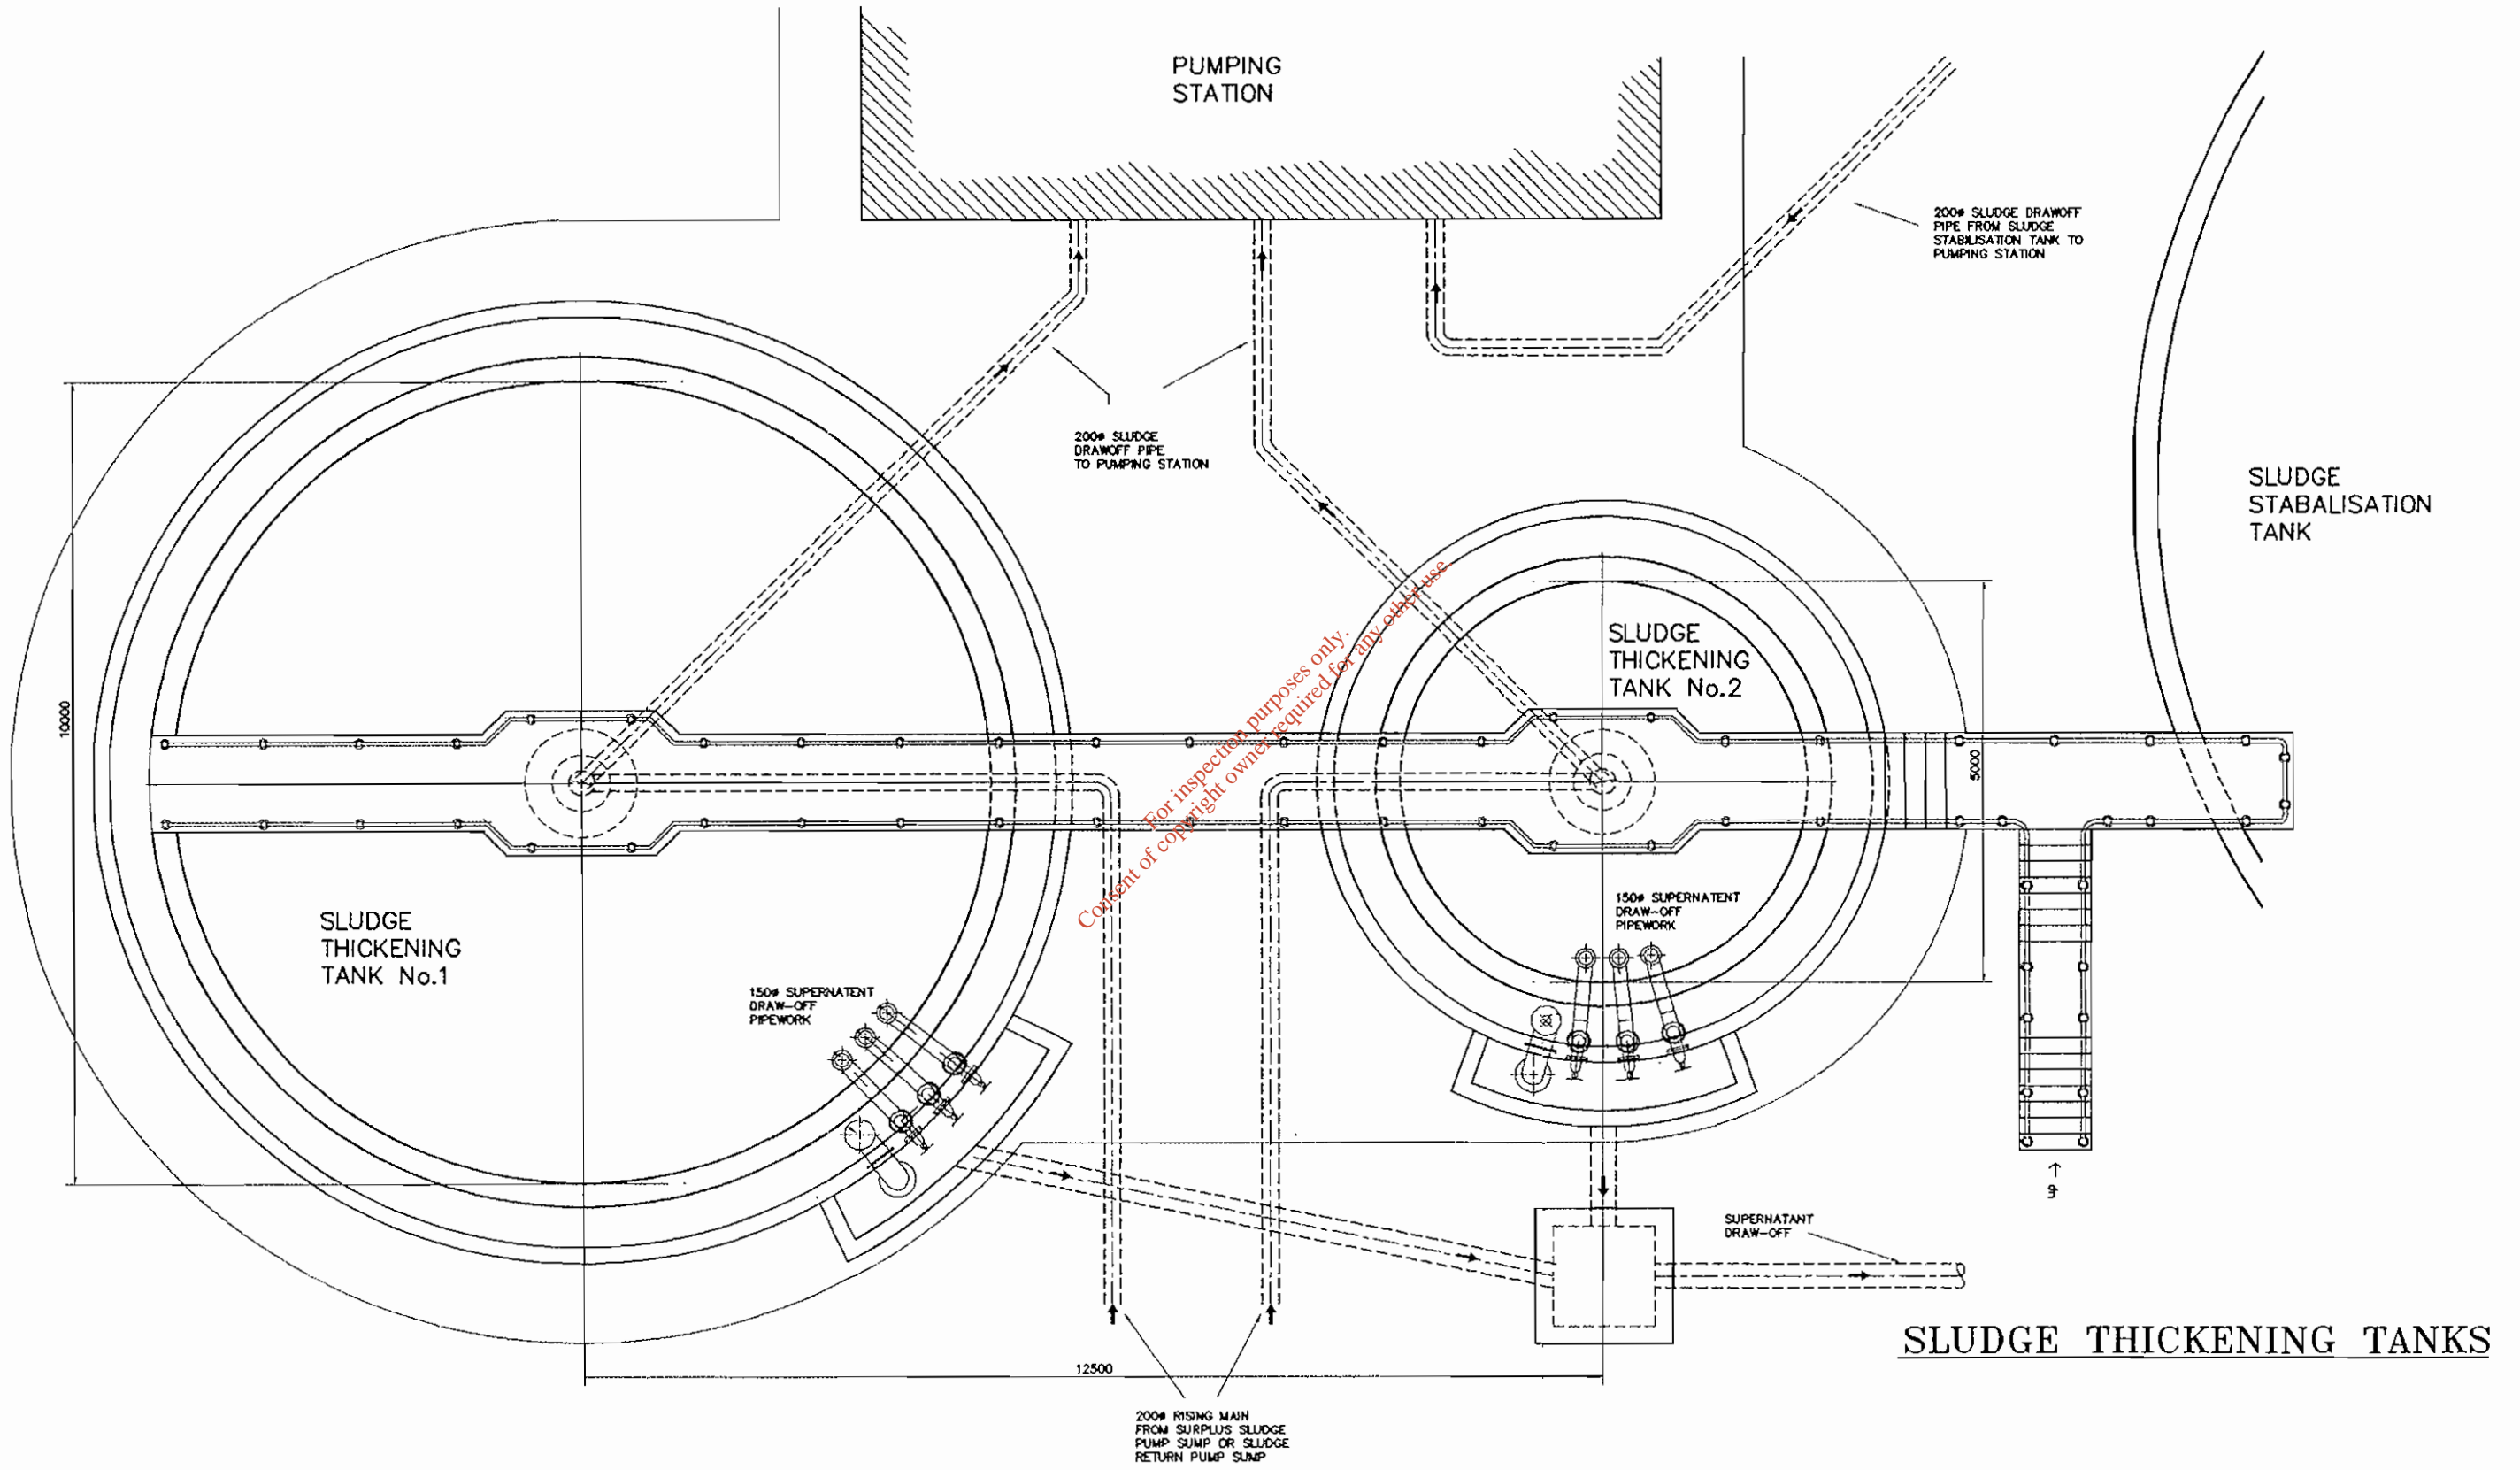 PUMPING
STATION
200ø SLUDGE DRAWOFF
PIPE FROM SLUDGE
STABILISATION TANK TO
PUMPING STATION
200ø SLUDGE
DRAWOFF PIPE
TO PUMPING STATION
SLUDGE
STABALISATION
TANK
SLUDGE
THICKENING
TANK No.2
10000
5000
For inspection purposes only.
Consent of copyright owner required for any other use
SLUDGE
THICKENING
TANK No.1
150ø SUPERNATENT
DRAW-OFF
PIPEWORK
150ø SUPERNATENT
DRAW-OFF
PIPEWORK
SUPERNATANT
DRAW-OFF
SLUDGE THICKENING TANKS
12500
200ø RISING MAIN
FROM SURPLUS SLUDGE
PUMP SUMP OR SLUDGE
RETURN PUMP SUMP